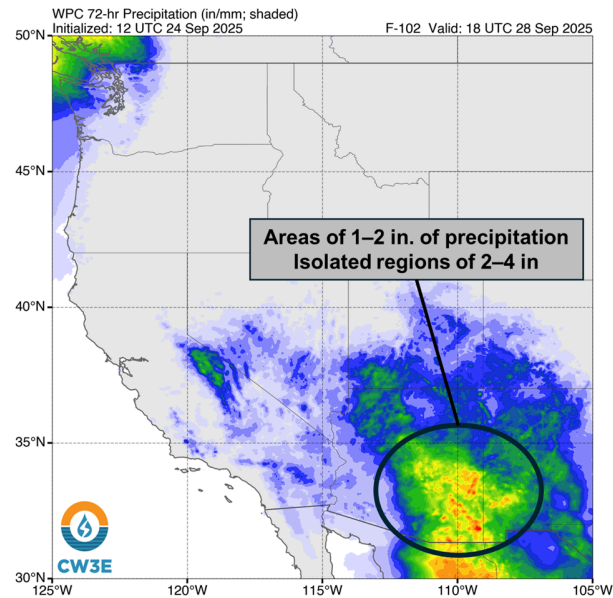 WPC 72-hr Precipitation (in/mm; shaded)
Initialized: 12 UTC 24 Sep 2025
F-102 Valid: 18 UTC 28 Sep 2025
50°N
45°N
Areas of 1–2 in. of precipitation
Isolated regions of 2–4 in
40°N
35°N
CW3E
30°N
125°W
120°W
115°W
110°W
105°W